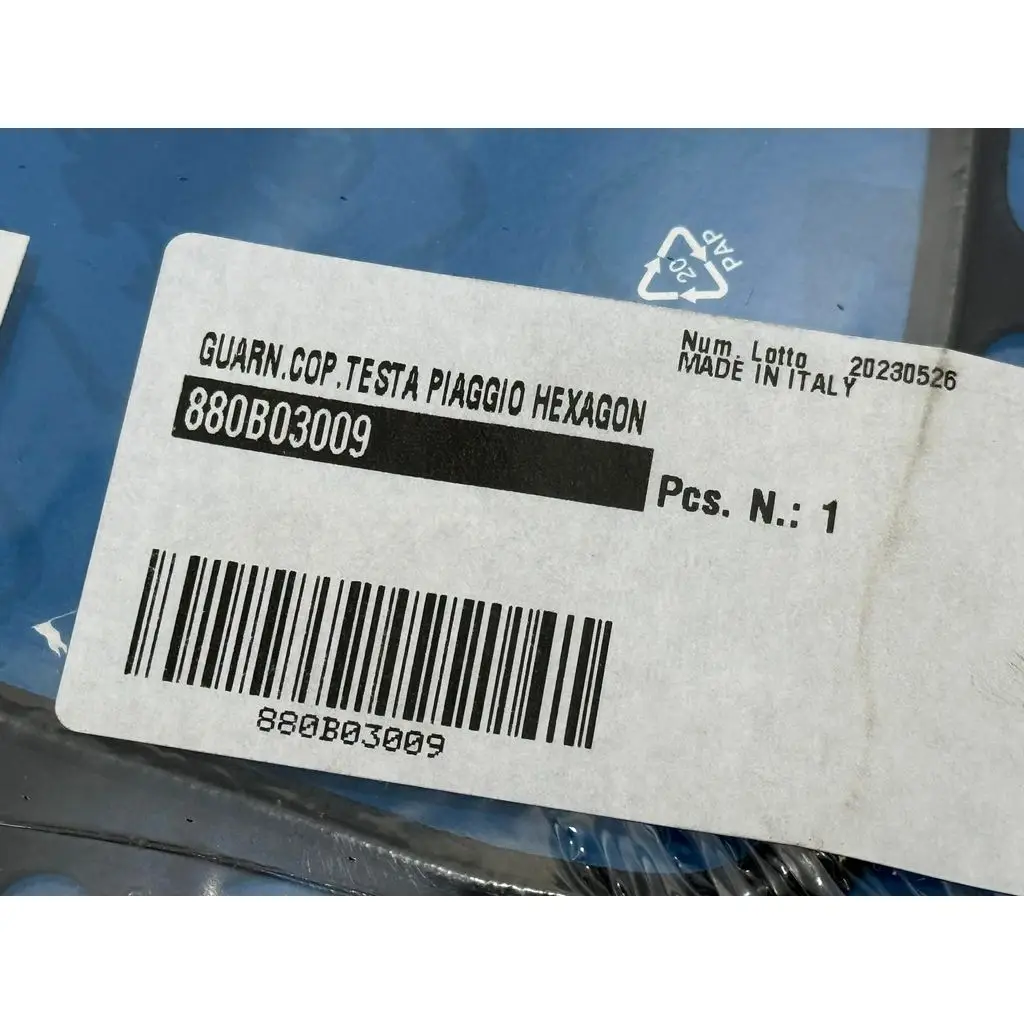 20
PAP
Num. Lotto 20230526
MADE IN ITALY
GUARN.COP.TESTA PIAGGIO HEXAGON
880B03009
Pcs. N.: 1
880B03009